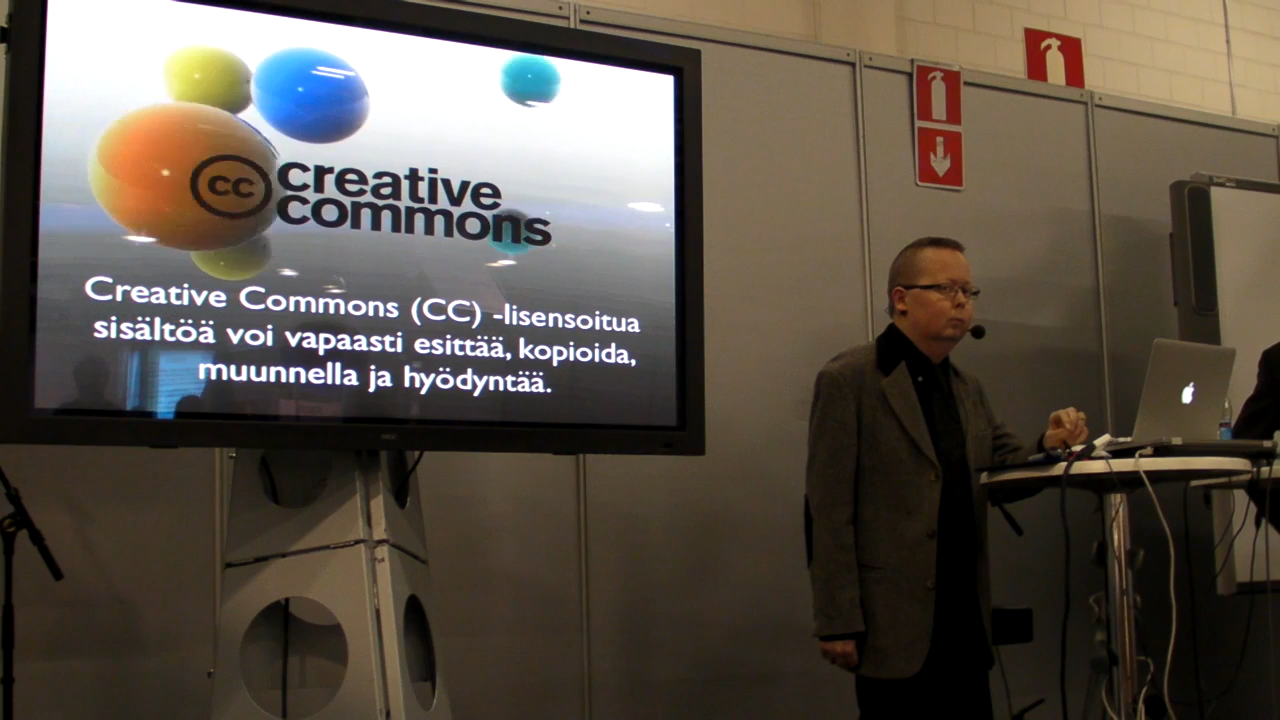 cc creative
commons
Creative Commons (CC) -lisensoitua
sisältöä voi vapaasti esittää, kopioida,
muunnella ja hyödyntää.